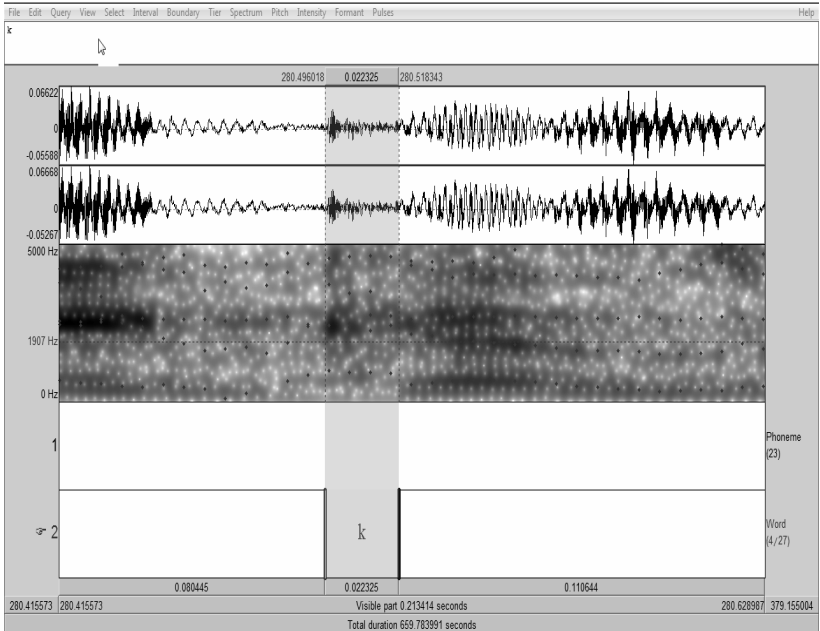 File Edit Query View Select Interval Boundary Tier Spectrum Pitch Intensity Formant Pulses Help
k
280.496018 0.022325 280.518343
0.06622
0
-0.05588
0.06668
0
-0.05267
5000 Hz
1907 Hz
0 Hz
1
Phoneme
(23)
☞ 2
k
Word
(4/27)
0.080445 0.022325 0.110644
280.415573 280.415573 Visible part 0.213414 seconds 280.628987 379.155004
Total duration 659.783991 seconds